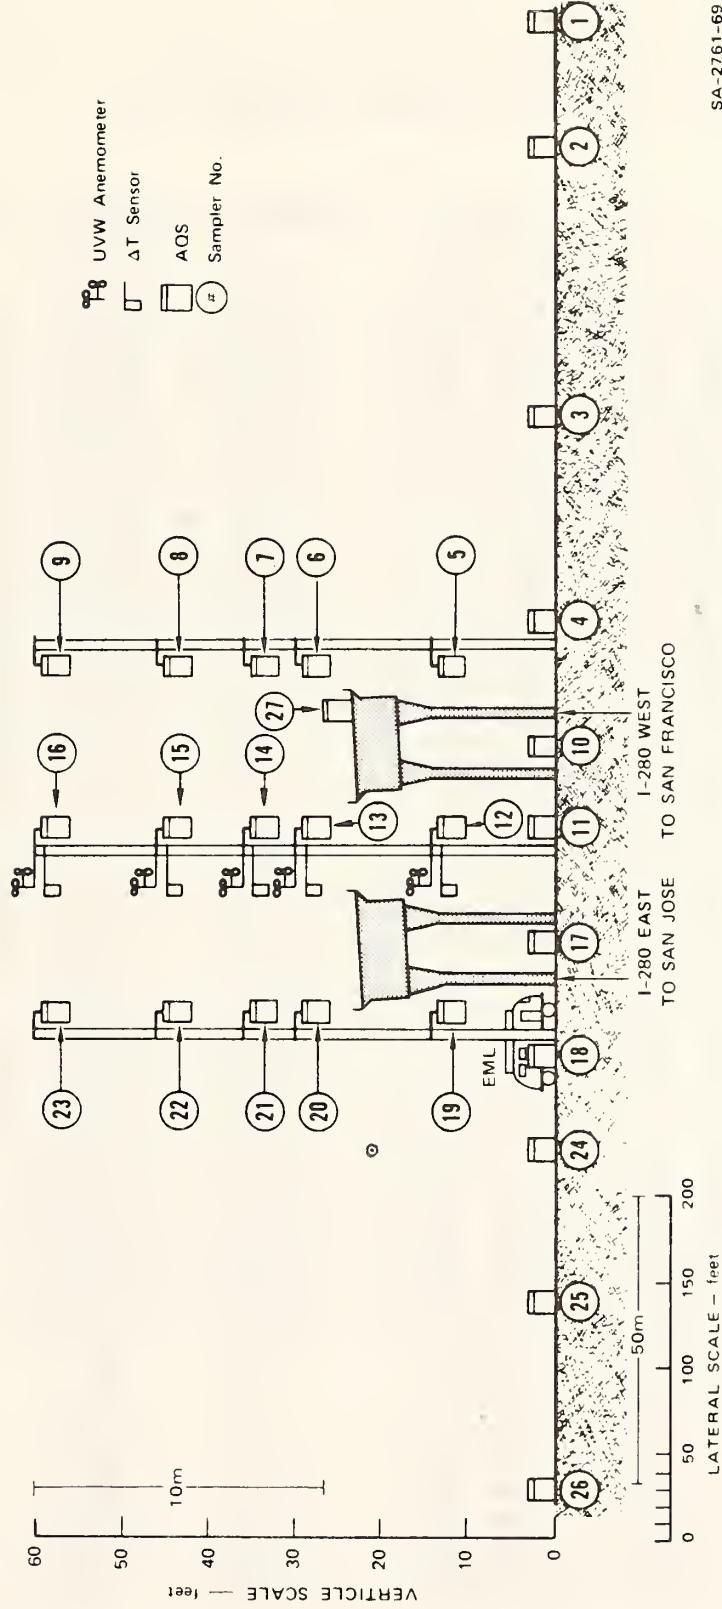 UVW Anemometer
ΔT Sensor
AQS
# Sampler No.
9
8
7
6
5
16
15
14
13
12
27
23
22
21
20
19
EML
26
25
24
18
17
11
10
4
3
2
1
I-280 EAST
TO SAN JOSE
I-280 WEST
TO SAN FRANCISCO
VERTICLE SCALE — feet
60
50
40
30
20
10
0
10m
50m
0 50 100 150 200
LATERAL SCALE – feet
SA-2761-69